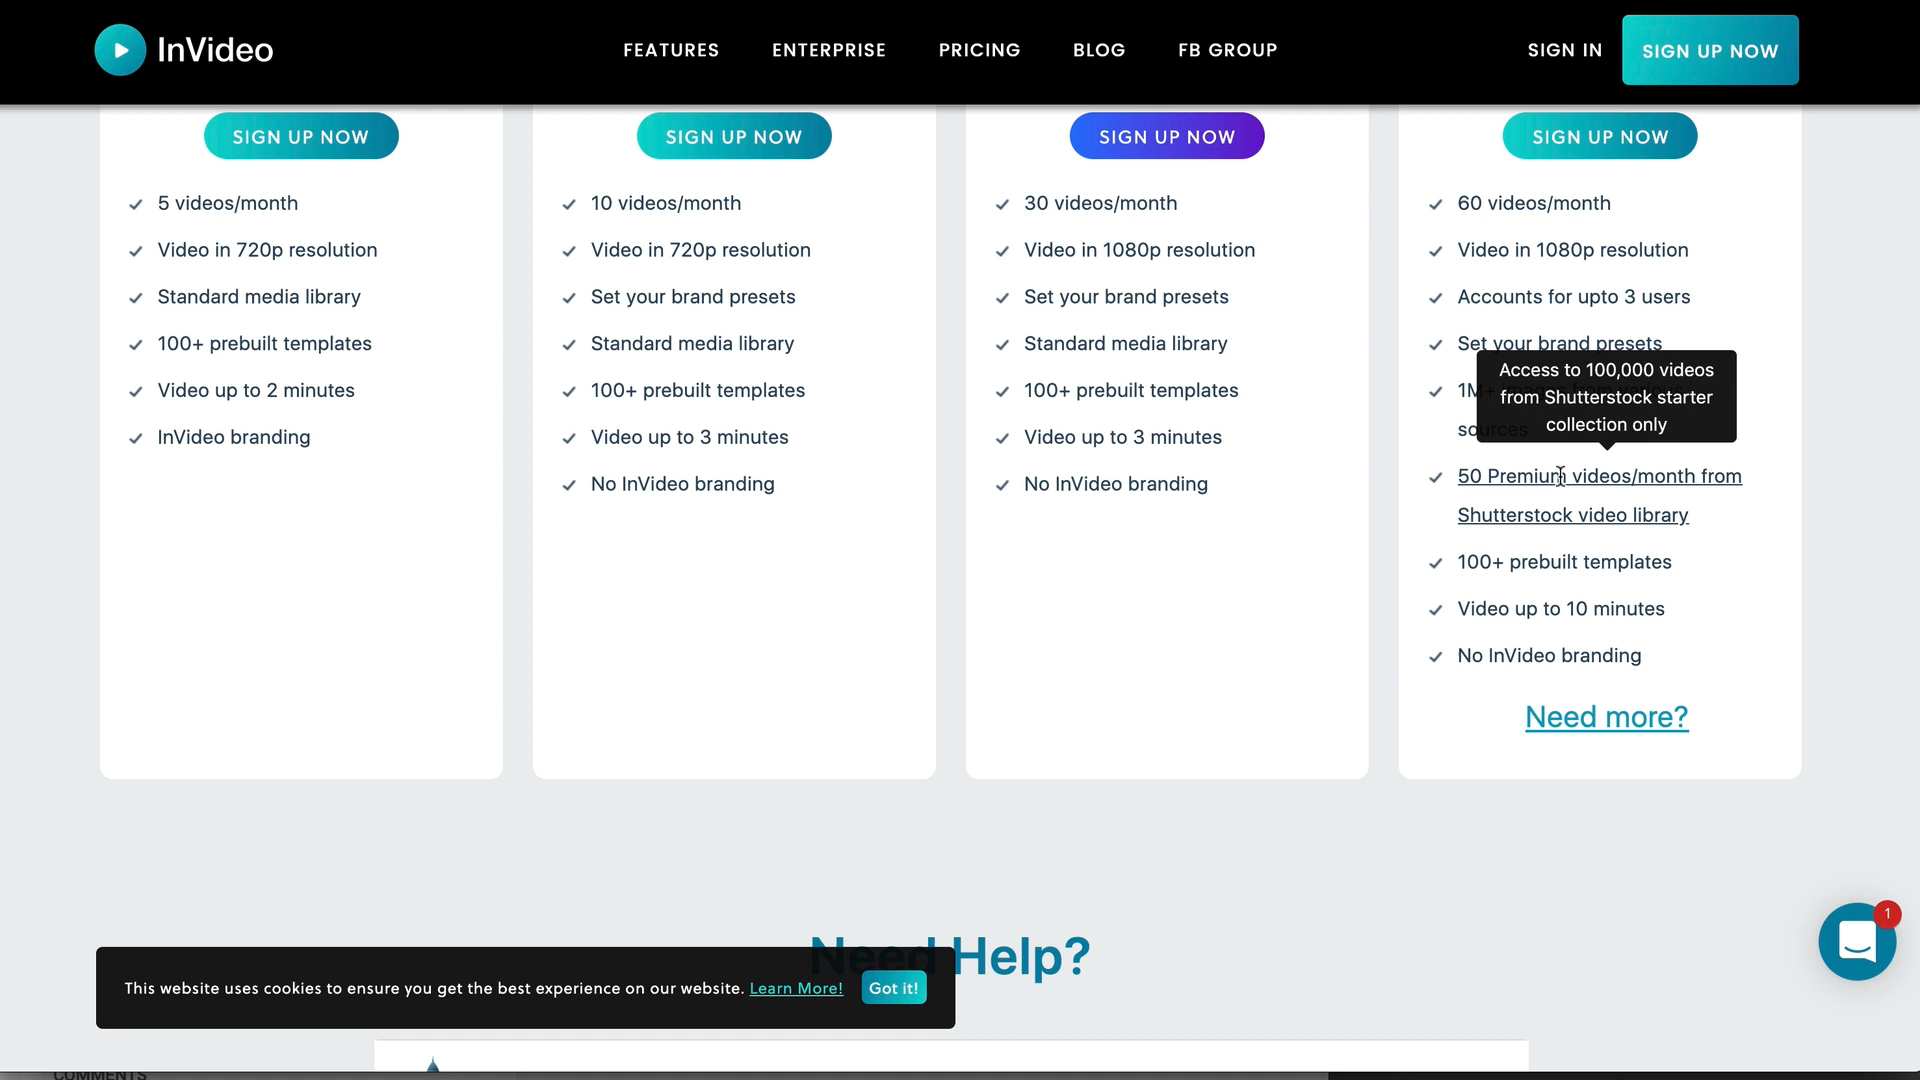 InVideo
FEATURES
ENTERPRISE
PRICING
BLOG
FB GROUP
SIGN IN
SIGN UP NOW
SIGN UP NOW
5 videos/month
Video in 720p resolution
Standard media library
100+ prebuilt templates
Video up to 2 minutes
InVideo branding
SIGN UP NOW
10 videos/month
Video in 720p resolution
Set your brand presets
Standard media library
100+ prebuilt templates
Video up to 3 minutes
No InVideo branding
SIGN UP NOW
30 videos/month
Video in 1080p resolution
Set your brand presets
Standard media library
100+ prebuilt templates
Video up to 3 minutes
No InVideo branding
SIGN UP NOW
60 videos/month
Video in 1080p resolution
Accounts for upto 3 users
Set your brand presets
1M+ images from various
sources
Access to 100,000 videos
from Shutterstock starter
collection only
50 Premium videos/month from
Shutterstock video library
100+ prebuilt templates
Video up to 10 minutes
No InVideo branding
Need more?
Need Help?
This website uses cookies to ensure you get the best experience on our website. Learn More! Got it!
1
COMMENTS